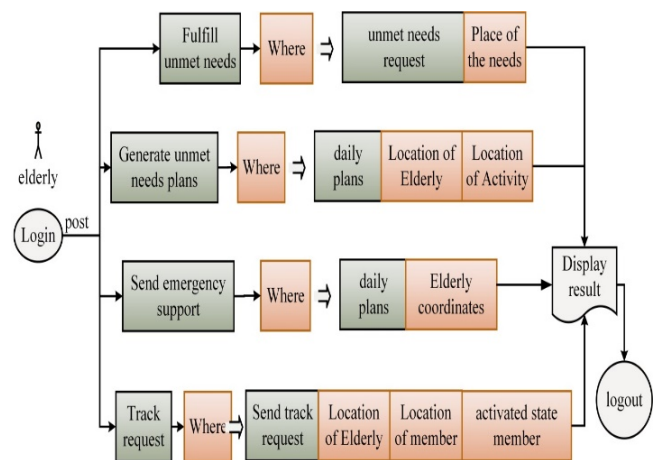 Fulfill
unmet needs
Where
unmet needs
request
Place of
the needs
elderly
Generate unmet
needs plans
Where
daily
plans
Location of
Elderly
Location
of Activity
Login
post
Send emergency
support
Where
daily
plans
Elderly
coordinates
Display
result
Track
request
Where
Send track
request
Location
of Elderly
Location
of member
activated state
member
logout